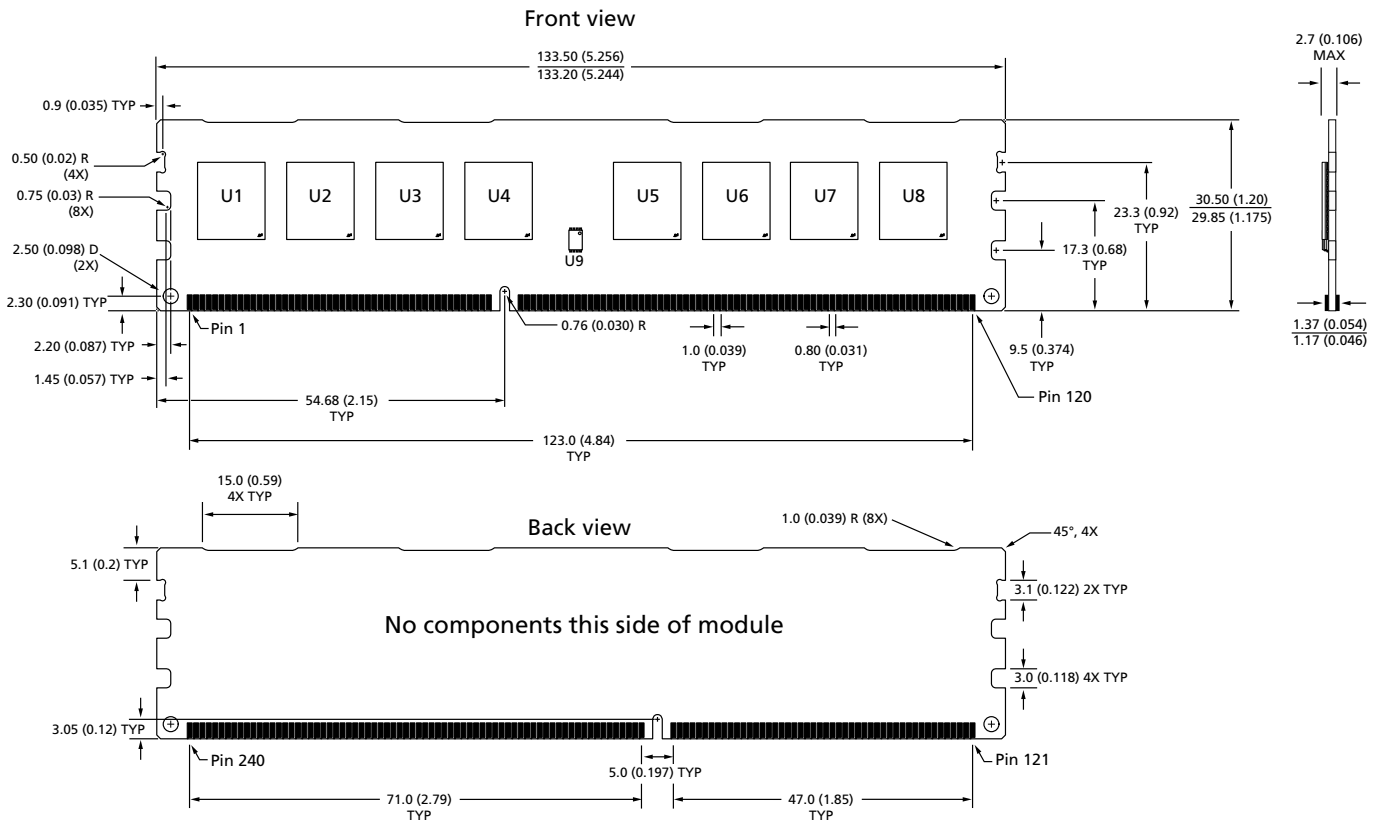 Front view
133.50 (5.256)
133.20 (5.244)
2.7 (0.106)
MAX
0.9 (0.035) TYP
0.50 (0.02) R
(4X)
0.75 (0.03) R
(8X)
2.50 (0.098) D
(2X)
2.30 (0.091) TYP
U1
U2
U3
U4
U5
U6
U7
U8
U9
23.3 (0.92)
TYP
30.50 (1.20)
29.85 (1.175)
17.3 (0.68)
TYP
Pin 1
0.76 (0.030) R
2.20 (0.087) TYP
1.45 (0.057) TYP
1.0 (0.039)
TYP
0.80 (0.031)
TYP
9.5 (0.374)
TYP
1.37 (0.054)
1.17 (0.046)
54.68 (2.15)
TYP
Pin 120
123.0 (4.84)
TYP
15.0 (0.59)
4X TYP
Back view
1.0 (0.039) R (8X)
45°, 4X
5.1 (0.2) TYP
3.1 (0.122) 2X TYP
No components this side of module
3.0 (0.118) 4X TYP
3.05 (0.12) TYP
Pin 240
5.0 (0.197) TYP
Pin 121
71.0 (2.79)
TYP
47.0 (1.85)
TYP